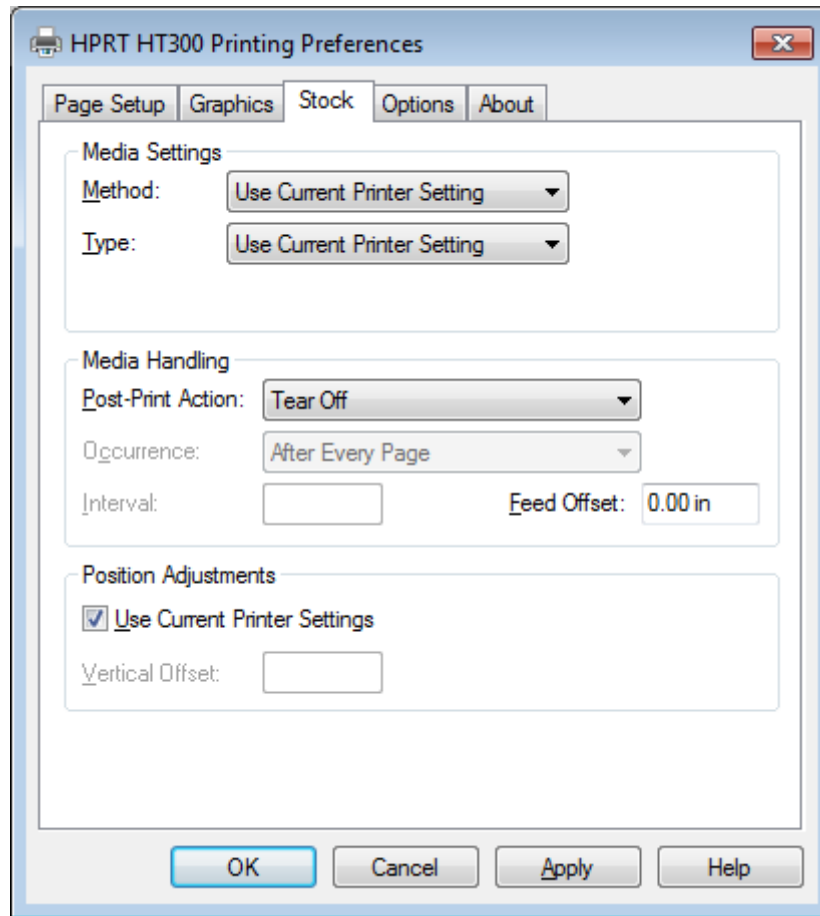 HPRT HT300 Printing Preferences
Page Setup Graphics Stock Options About
Media Settings
Method: Use Current Printer Setting
Type: Use Current Printer Setting
Media Handling
Post-Print Action: Tear Off
Occurrence: After Every Page
Interval: Feed Offset: 0.00 in
Position Adjustments
Use Current Printer Settings
Vertical Offset:
OK Cancel Apply Help